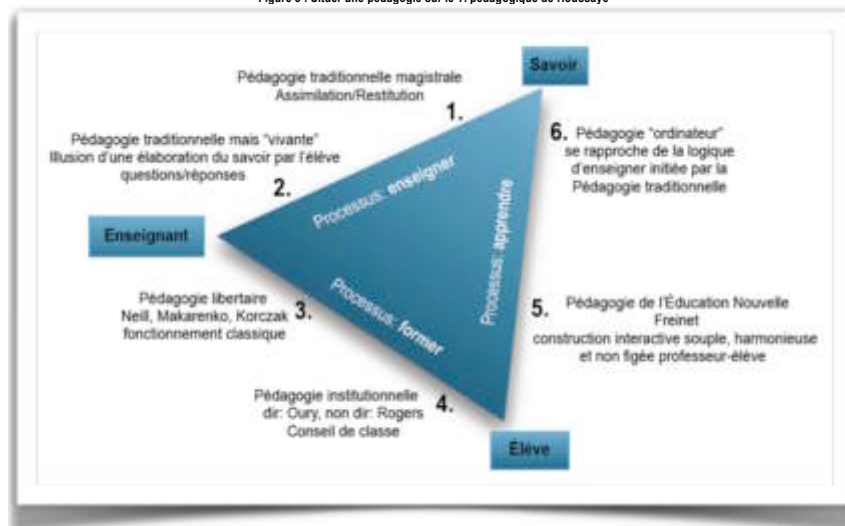 Figure 3 : Situer une pédagogie sur le T. pédagogique de Houssaye
Savoir
Pédagogie traditionnelle magistrale
Assimilation/Restitution
1.
Pédagogie traditionnelle mais "vivante"
Illusion d'une élaboration du savoir par l'élève
questions/réponses
2.
Processus: enseigner
6. Pédagogie "ordinateur"
se rapproche de la logique
d'enseigner initiée par la
Pédagogie traditionnelle
Enseignant
Processus: apprendre
Pédagogie libertaire
Neill, Makarenko, Korczak
fonctionnement classique
3.
Processus: former
5. Pédagogie de l'Éducation Nouvelle
Freinet
construction interactive souple, harmonieuse
et non figée professeur-élève
Pédagogie institutionnelle
dir: Oury, non dir: Rogers
Conseil de classe
4.
Élève